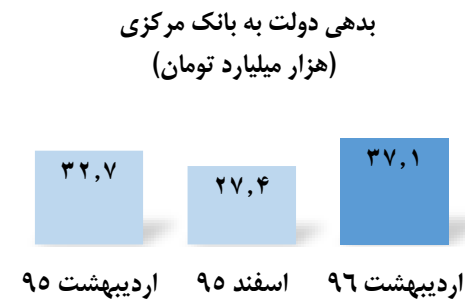 بدهی دولت به بانک مرکزی
(هزار میلیارد تومان)
۳۷,۱
۲۷,۴
۳۲,۷
اردیبهشت ۹۶
اسفند ۹۵
اردیبهشت ۹۵